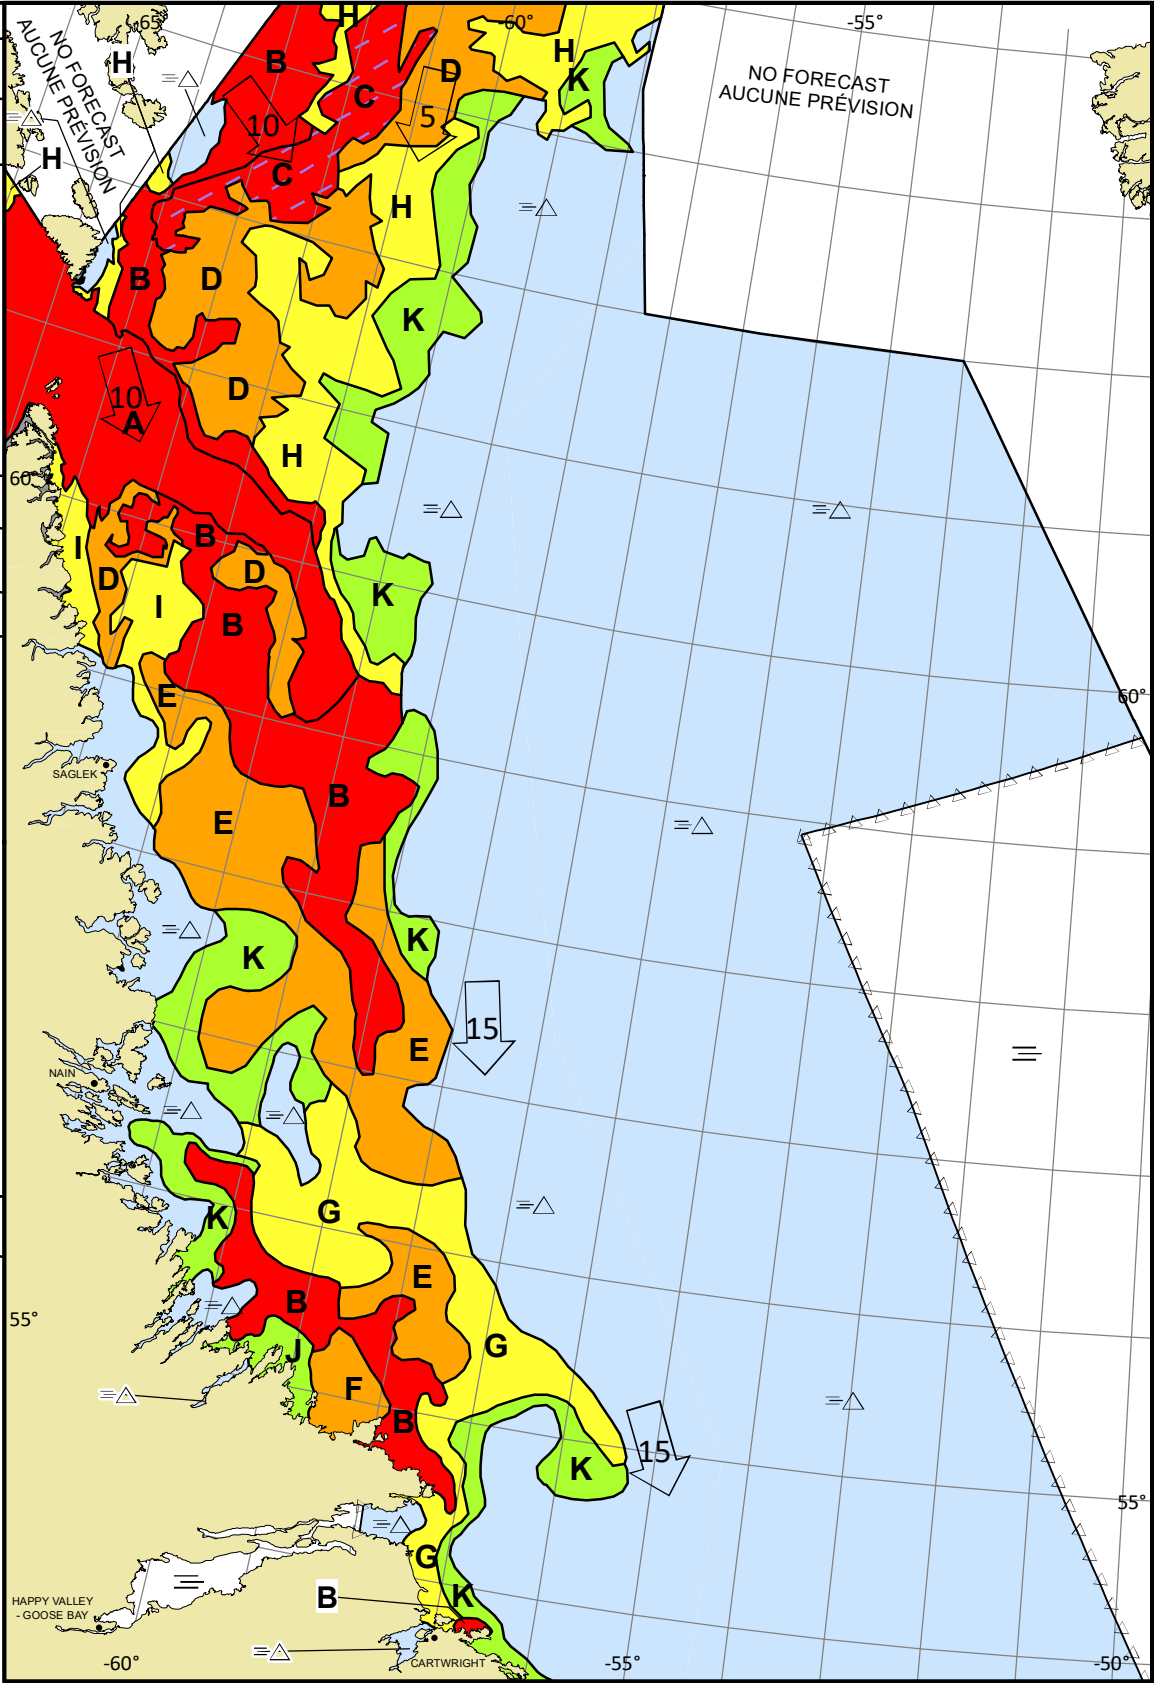 -65°
H
-60°
-55°
NO FORECAST
AUCUNE PRÉVISION
H
B
C
D
H
K
NO FORECAST
AUCUNE PRÉVISION
10
5
H
C
H
B
D
K
10
A
D
H
60°
B
I
D
D
I
B
K
E
60°
SAGLEK
B
E
K
K
15
E
NAIN
K
G
E
B
55°
J
G
F
B
15
K
55°
G
B
K
HAPPY VALLEY
- GOOSE BAY
CARTWRIGHT
-60°
-55°
-50°